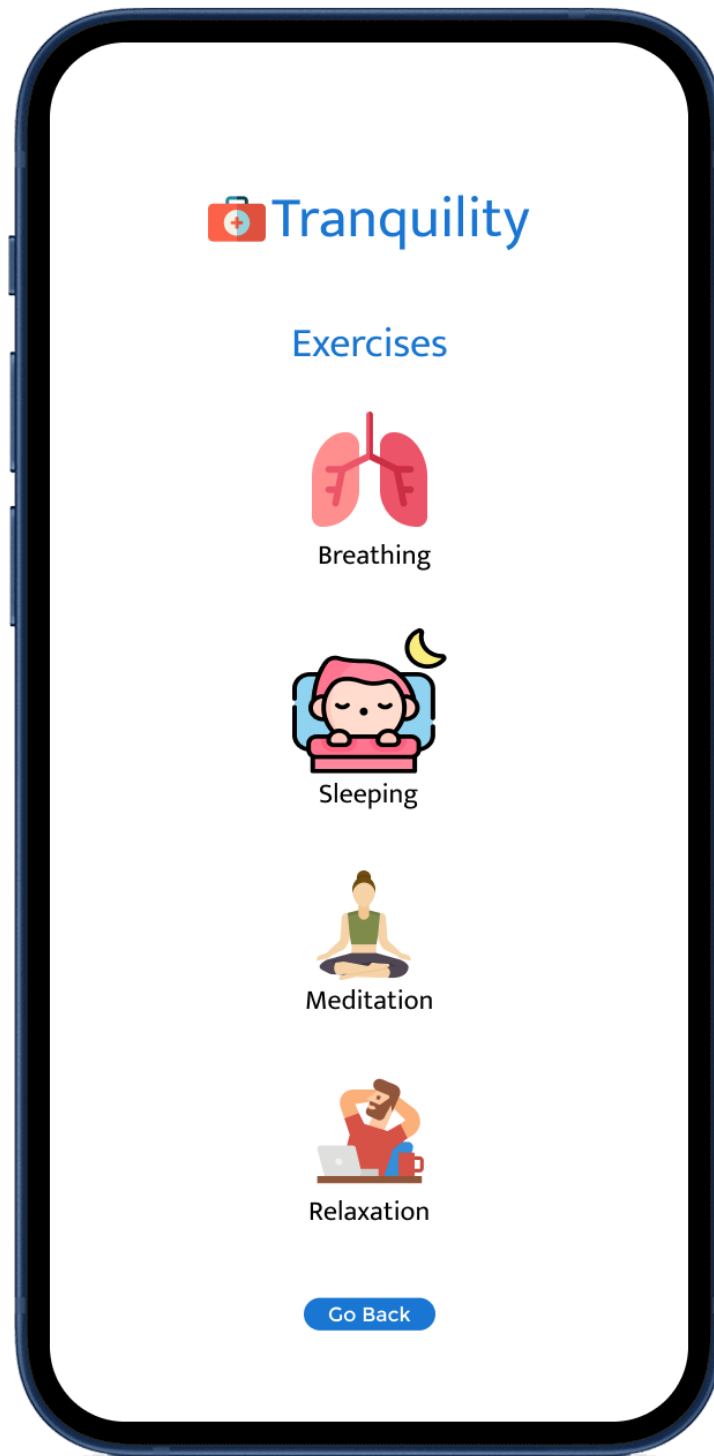 Tranquility
Exercises
Breathing
Sleeping
Meditation
Relaxation
Go Back